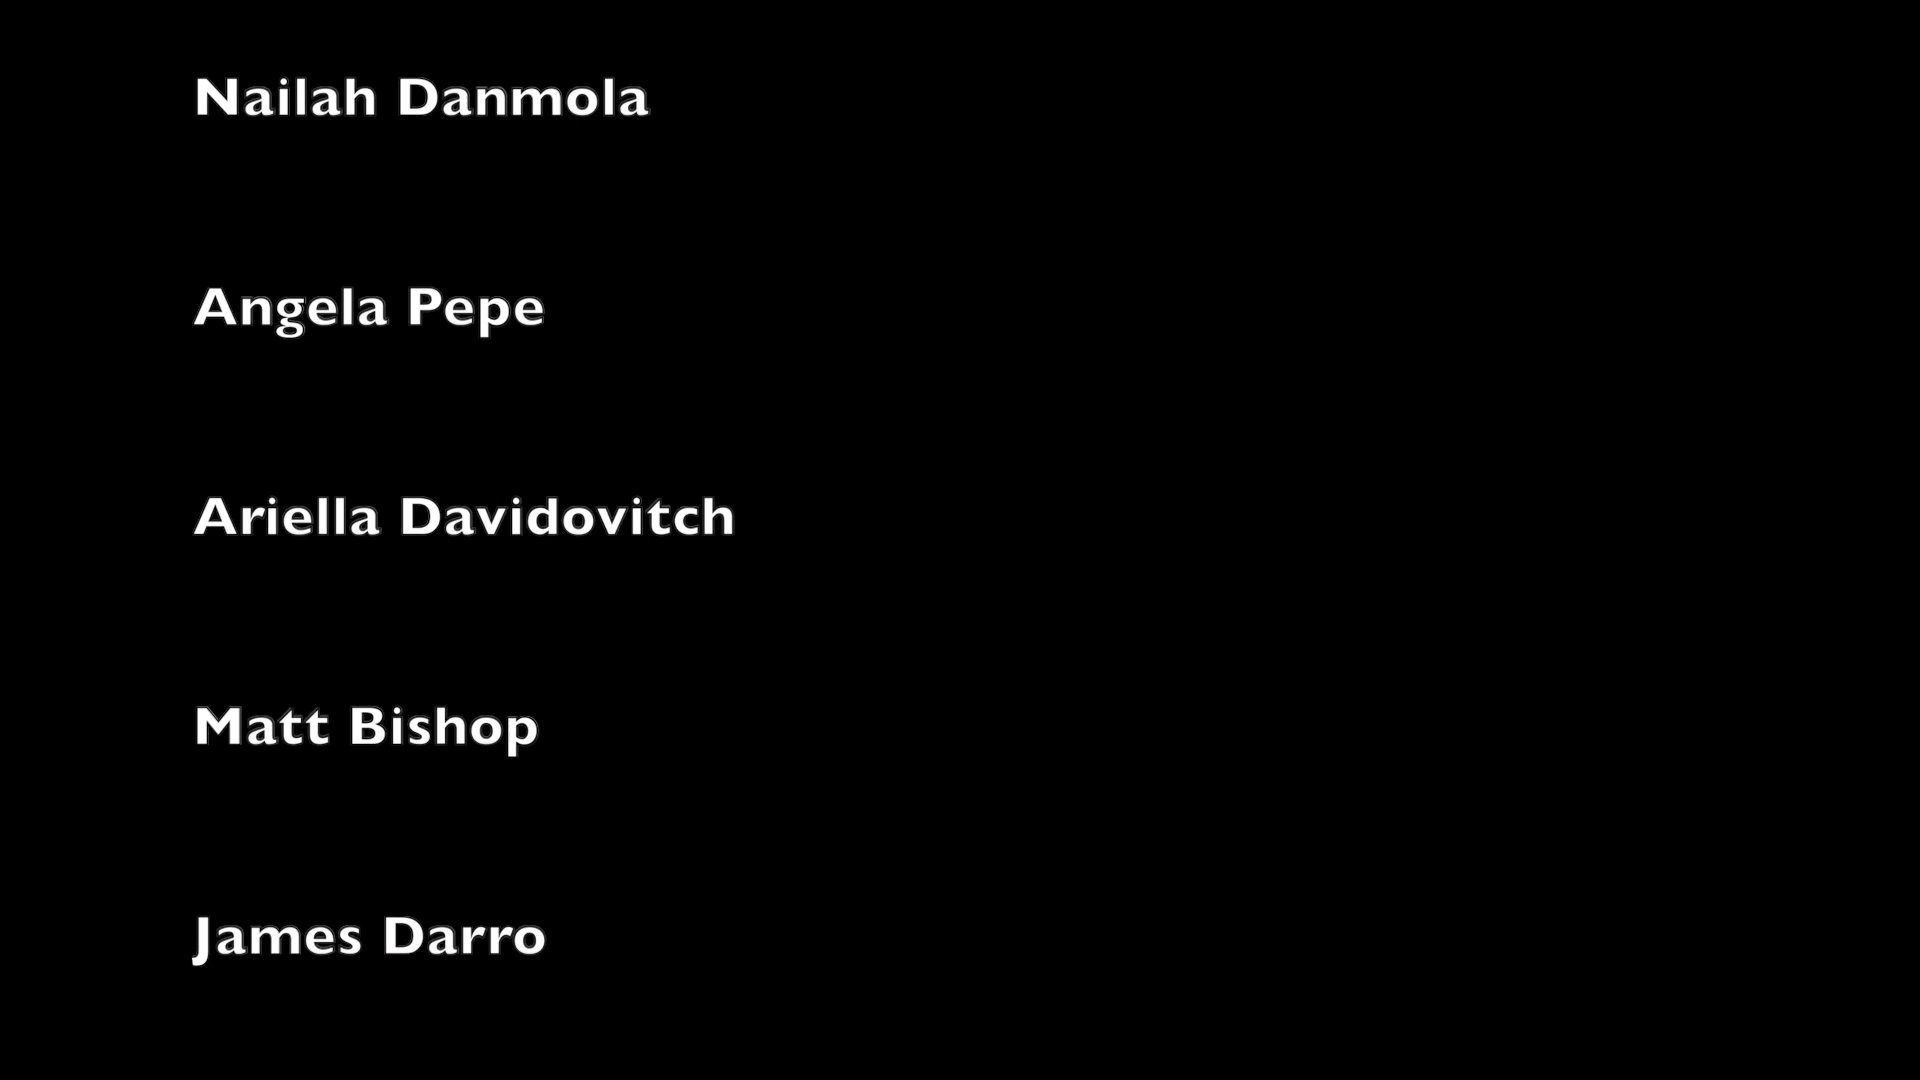 Nailah Danmola
Angela Pepe
Ariella Davidovitch
Matt Bishop
James Darro